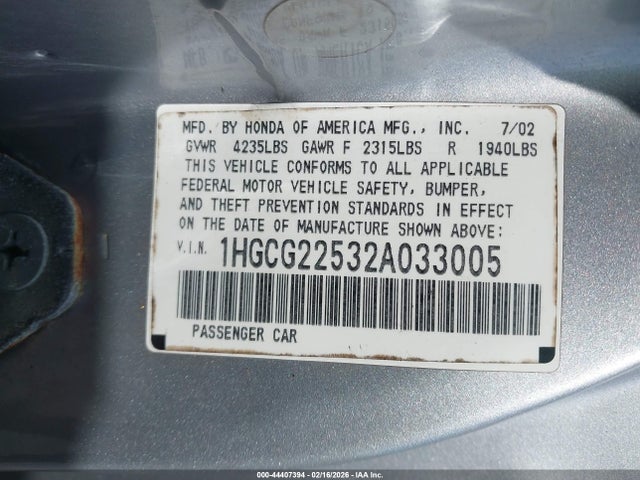 MFD. BY HONDA OF AMERICA MFG., INC. 7/02
GVWR 4235LBS GAWR F 2315LBS R 1940LBS
THIS VEHICLE CONFORMS TO ALL APPLICABLE
FEDERAL MOTOR VEHICLE SAFETY, BUMPER,
AND THEFT PREVENTION STANDARDS IN EFFECT
ON THE DATE OF MANUFACTURE SHOWN ABOVE:
V.I.N. 1HGCG22532A033005
PASSENGER CAR
000-44407394 - 02/16/2026 - IAA Inc.